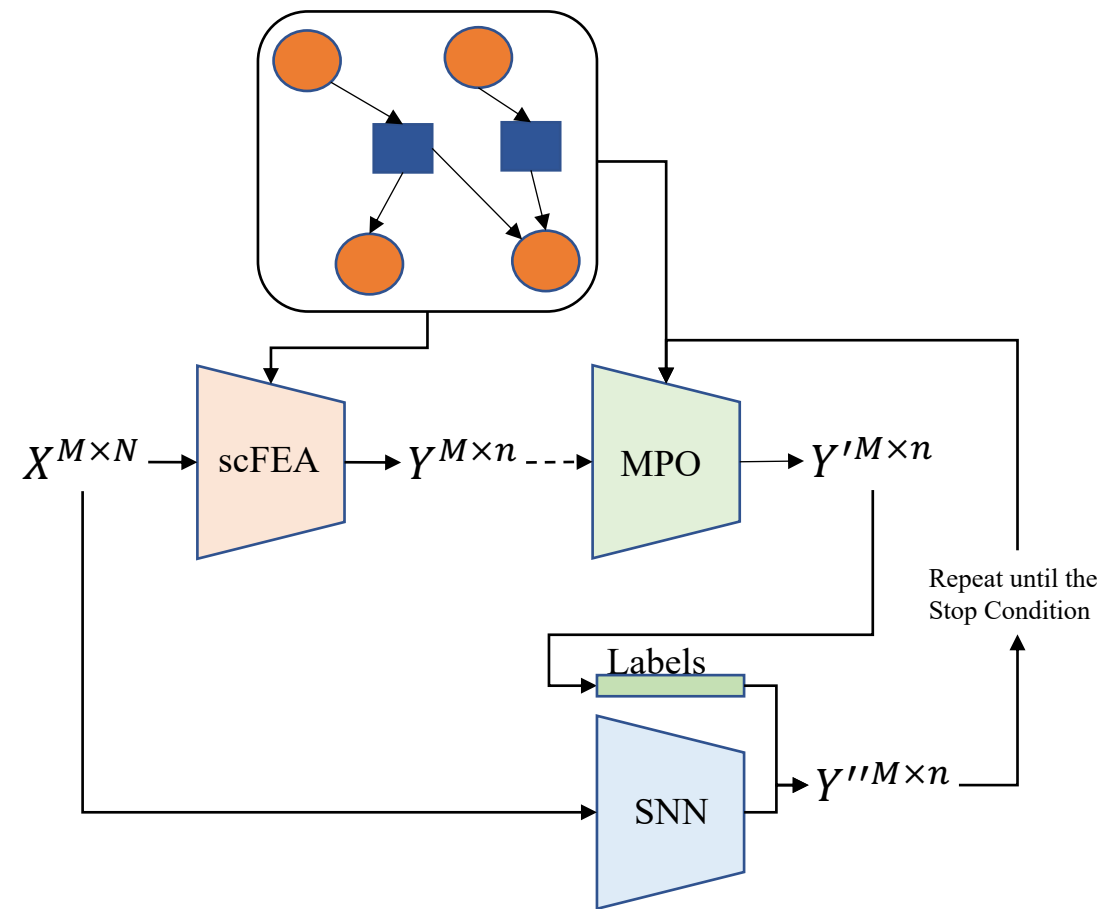 X^{M×N}
scFEA
Y^{M×n}
MPO
Y'^{M×n}
Repeat until the
Stop Condition
Labels
SNN
Y''^{M×n}